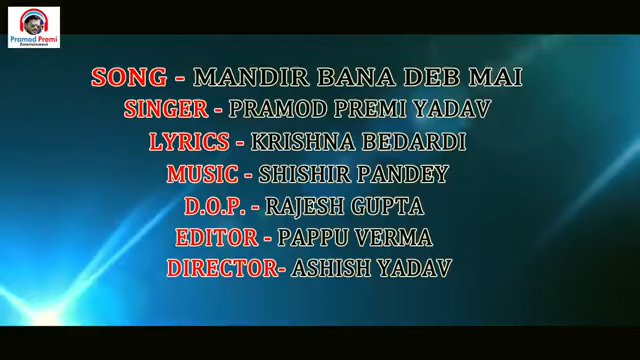 Pramod Premi
Entertainment
SONG - MANDIR BANA DEB MAI
SINGER - PRAMOD PREMI YADAV
LYRICS - KRISHNA BEDARDI
MUSIC - SHISHIR PANDEY
D.O.P. - RAJESH GUPTA
EDITOR - PAPPU VERMA
DIRECTOR- ASHISH YADAV